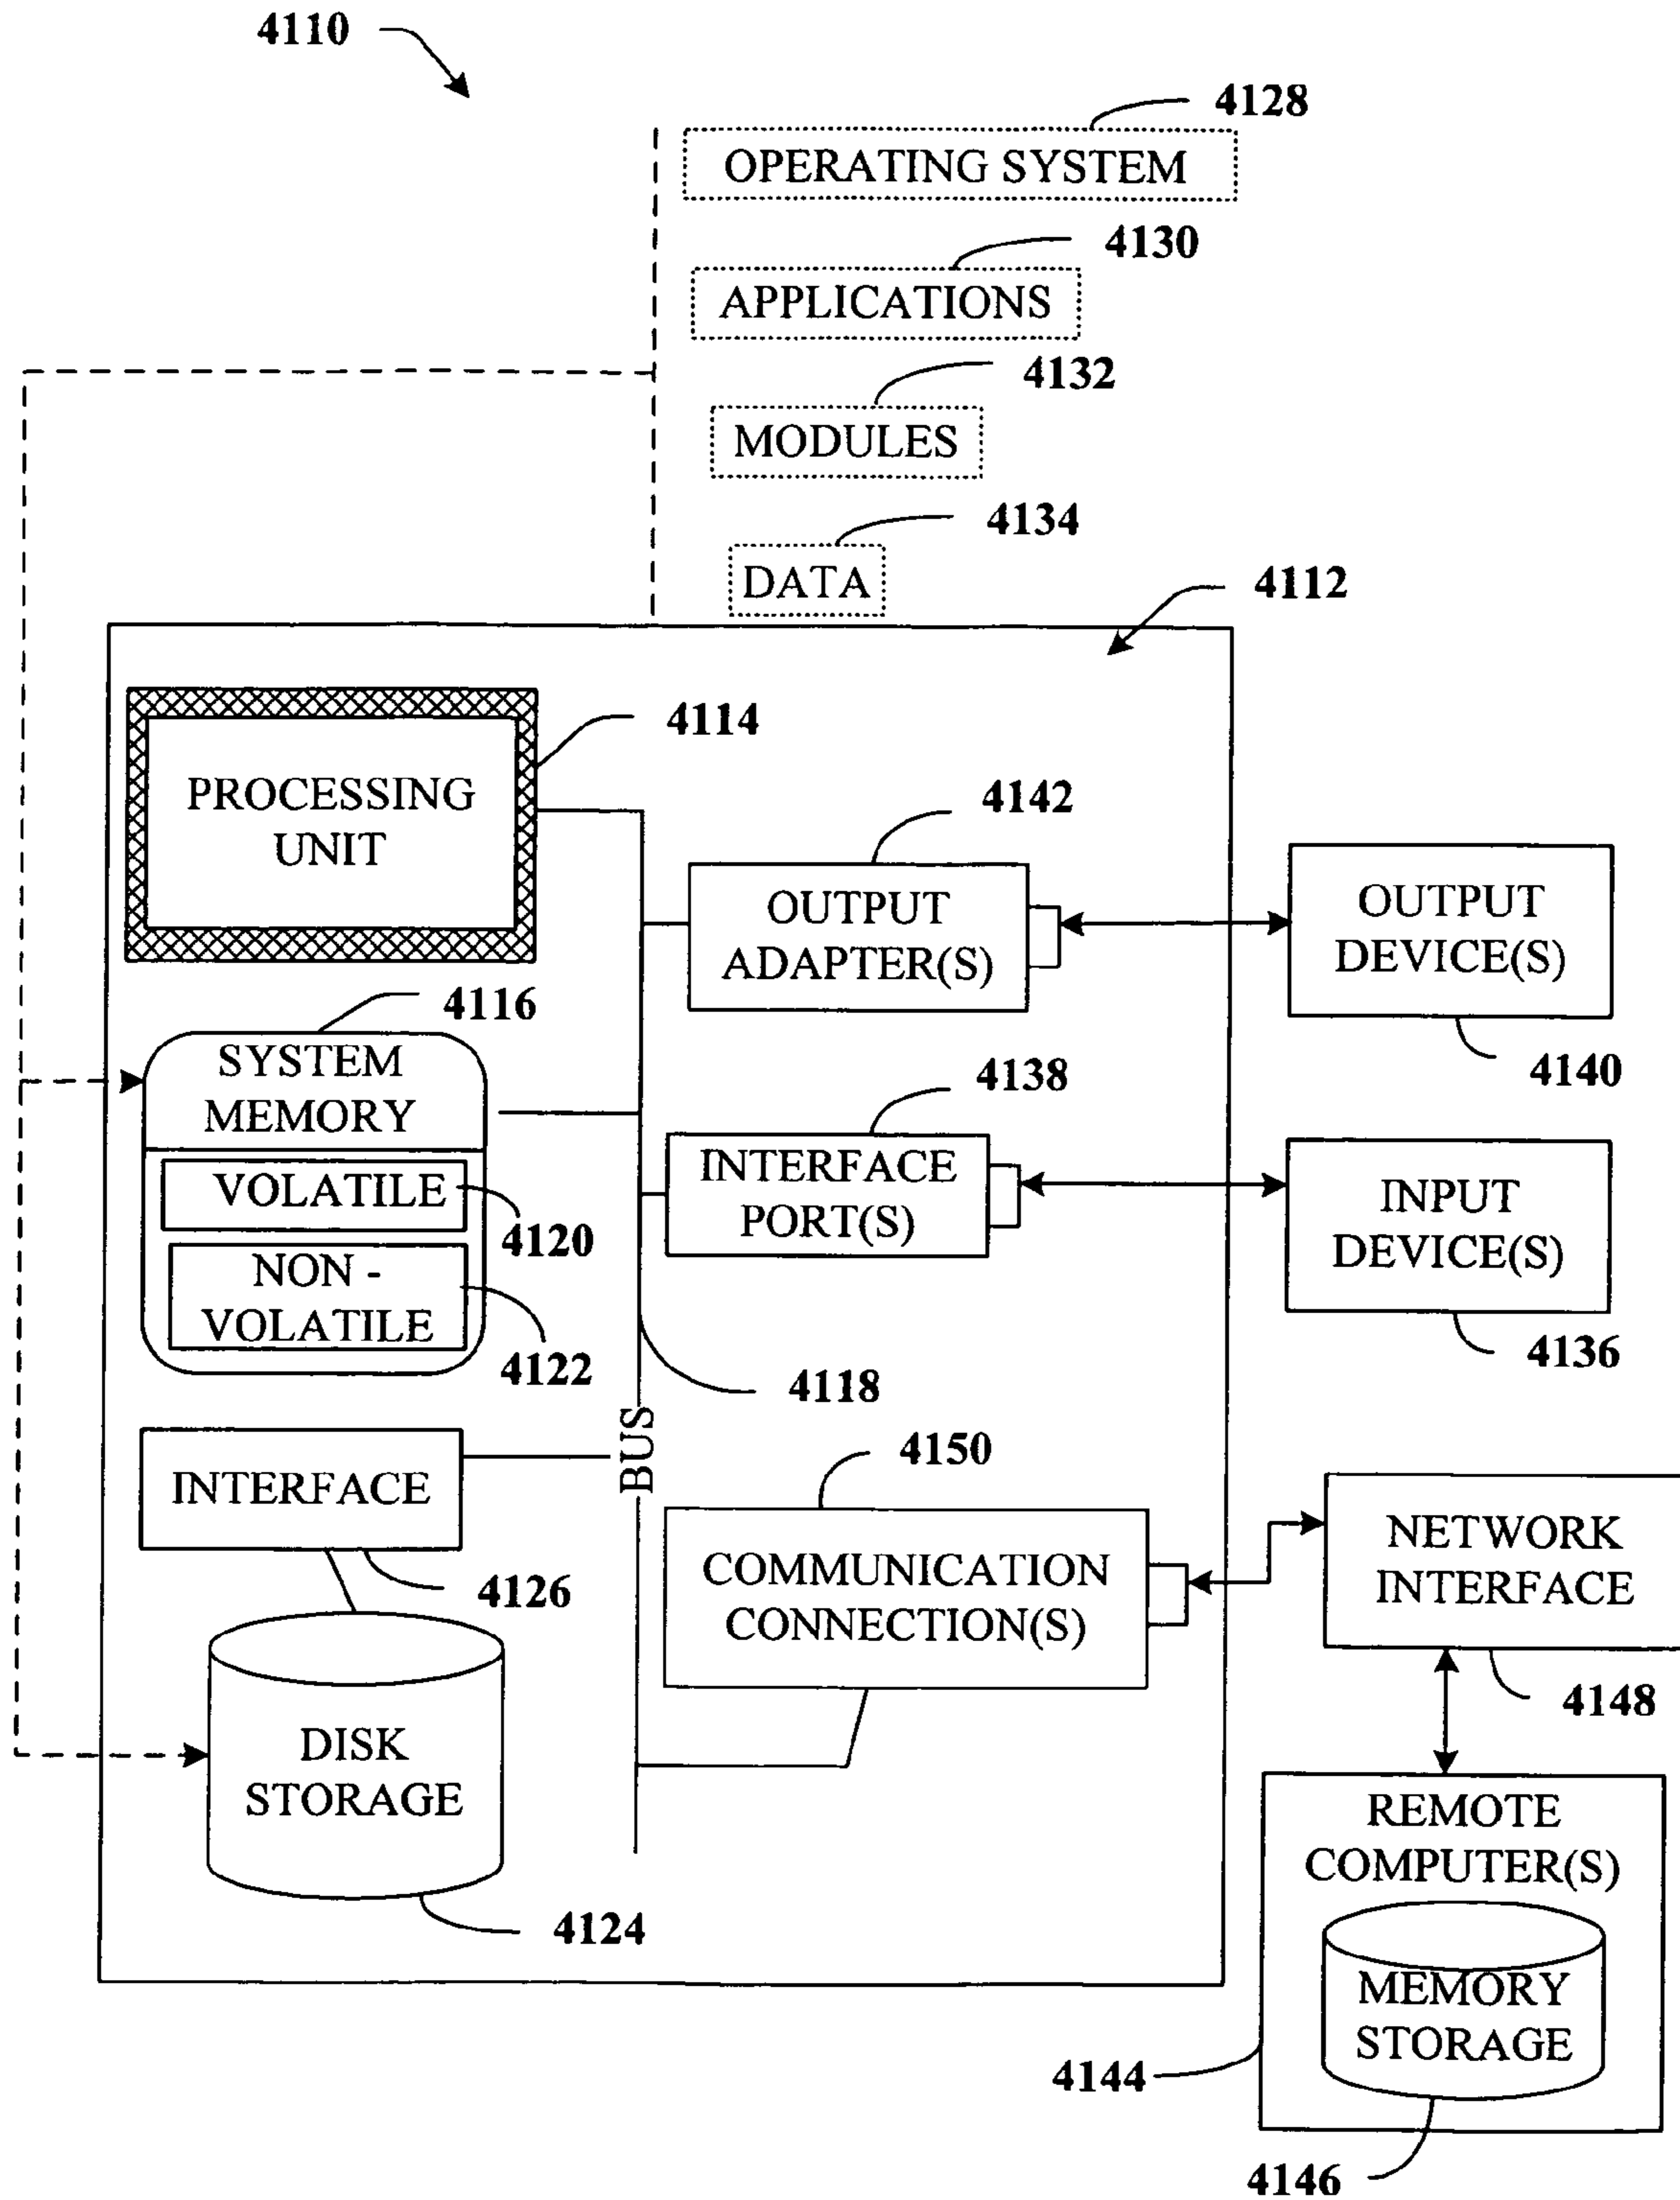 4110
4128
OPERATING SYSTEM
4130
APPLICATIONS
4132
MODULES
4134
DATA
4112
4114
PROCESSING
UNIT
4142
OUTPUT
ADAPTER(S)
OUTPUT
DEVICE(S)
4140
4116
SYSTEM
MEMORY
VOLATILE
4120
NON -
VOLATILE
4122
4138
INTERFACE
PORT(S)
INPUT
DEVICE(S)
4136
4118
BUS
INTERFACE
4126
4150
COMMUNICATION
CONNECTION(S)
NETWORK
INTERFACE
4148
DISK
STORAGE
4124
REMOTE
COMPUTER(S)
MEMORY
STORAGE
4144
4146